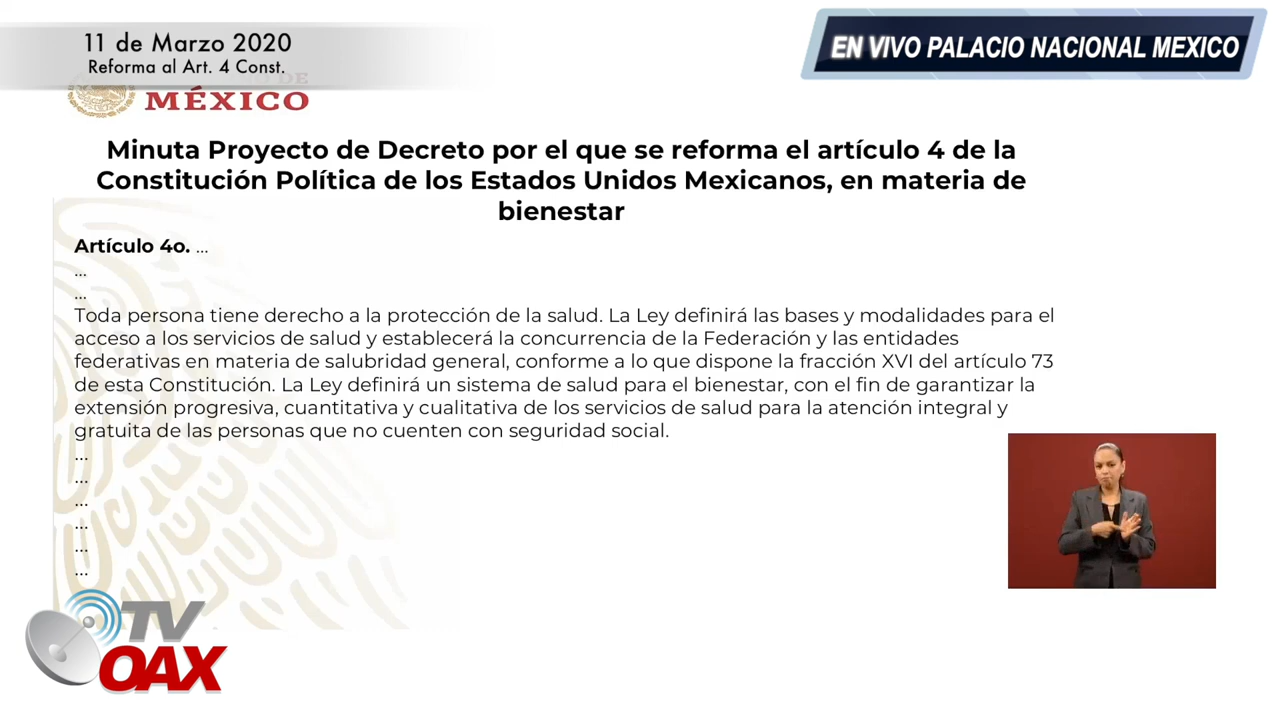 11 de Marzo 2020
Reforma al Art. 4 Const.
EN VIVO PALACIO NACIONAL MEXICO
MÉXICO
Minuta Proyecto de Decreto por el que se reforma el artículo 4 de la
Constitución Política de los Estados Unidos Mexicanos, en materia de
bienestar
Artículo 4o. ...
...
...
Toda persona tiene derecho a la protección de la salud. La Ley definirá las bases y modalidades para el
acceso a los servicios de salud y establecerá la concurrencia de la Federación y las entidades
federativas en materia de salubridad general, conforme a lo que dispone la fracción XVI del artículo 73
de esta Constitución. La Ley definirá un sistema de salud para el bienestar, con el fin de garantizar la
extensión progresiva, cuantitativa y cualitativa de los servicios de salud para la atención integral y
gratuita de las personas que no cuenten con seguridad social.
...
...
...
...
...
...
TV
OAX